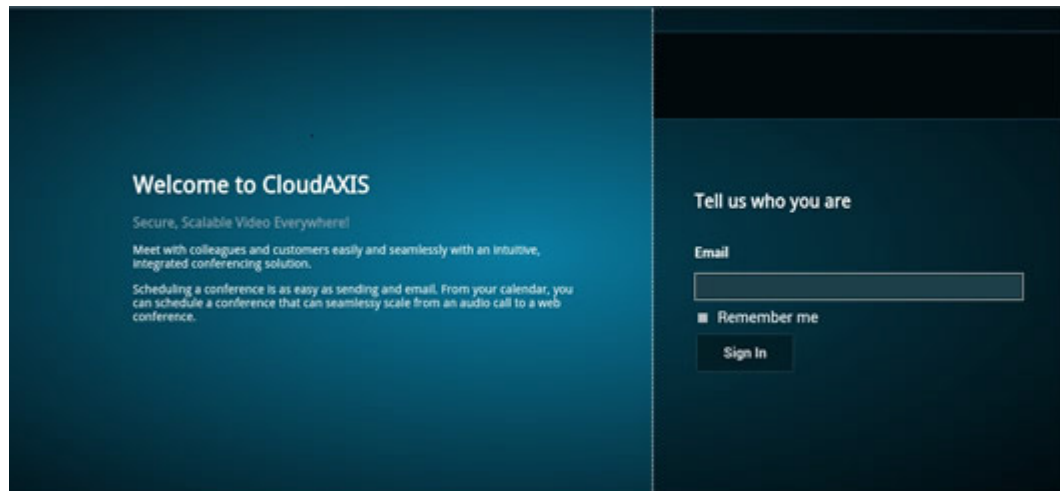 Welcome to CloudAXIS
Secure, Scalable Video Everywhere!
Meet with colleagues and customers easily and seamlessly with an intuitive,
integrated conferencing solution.
Scheduling a conference is as easy as sending and email. From your calendar, you
can schedule a conference that can seamlessy scale from an audio call to a web
conference.
Tell us who you are
Email
Remember me
Sign In